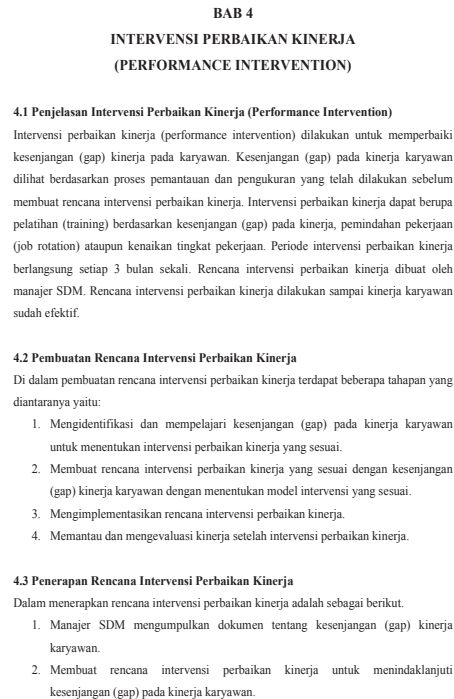 BAB 4
INTERVENSI PERBAIKAN KINERJA
(PERFORMANCE INTERVENTION)
4.1 Penjelasan Intervensi Perbaikan Kinerja (Performance Intervention)
Intervensi perbaikan kinerja (performance intervention) dilakukan untuk memperbaiki
kesenjangan (gap) kinerja pada karyawan. Kesenjangan (gap) pada kinerja karyawan
dilihat berdasarkan proses pemantauan dan pengukuran yang telah dilakukan sebelum
membuat rencana intervensi perbaikan kinerja. Intervensi perbaikan kinerja dapat berupa
pelatihan (training) berdasarkan kesenjangan (gap) pada kinerja, pemindahan pekerjaan
(job rotation) ataupun kenaikan tingkat pekerjaan. Periode intervensi perbaikan kinerja
berlangsung setiap 3 bulan sekali. Rencana intervensi perbaikan kinerja dibuat oleh
manajer SDM. Rencana intervensi perbaikan kinerja dilakukan sampai kinerja karyawan
sudah efektif.
4.2 Pembuatan Rencana Intervensi Perbaikan Kinerja
Di dalam pembuatan rencana intervensi perbaikan kinerja terdapat beberapa tahapan yang
diantaranya yaitu:
1. Mengidentifikasi dan mempelajari kesenjangan (gap) pada kinerja karyawan
untuk menentukan intervensi perbaikan kinerja yang sesuai.
2. Membuat rencana intervensi perbaikan kinerja yang sesuai dengan kesenjangan
(gap) kinerja karyawan dengan menentukan model intervensi yang sesuai.
3. Mengimplementasikan rencana intervensi perbaikan kinerja.
4. Memantau dan mengevaluasi kinerja setelah intervensi perbaikan kinerja.
4.3 Penerapan Rencana Intervensi Perbaikan Kinerja
Dalam menerapkan rencana intervensi perbaikan kinerja adalah sebagai berikut.
1. Manajer SDM mengumpulkan dokumen tentang kesenjangan (gap) kinerja
karyawan.
2. Membuat rencana intervensi perbaikan kinerja untuk menindaklanjuti
kesenjangan (gap) pada kinerja karyawan.